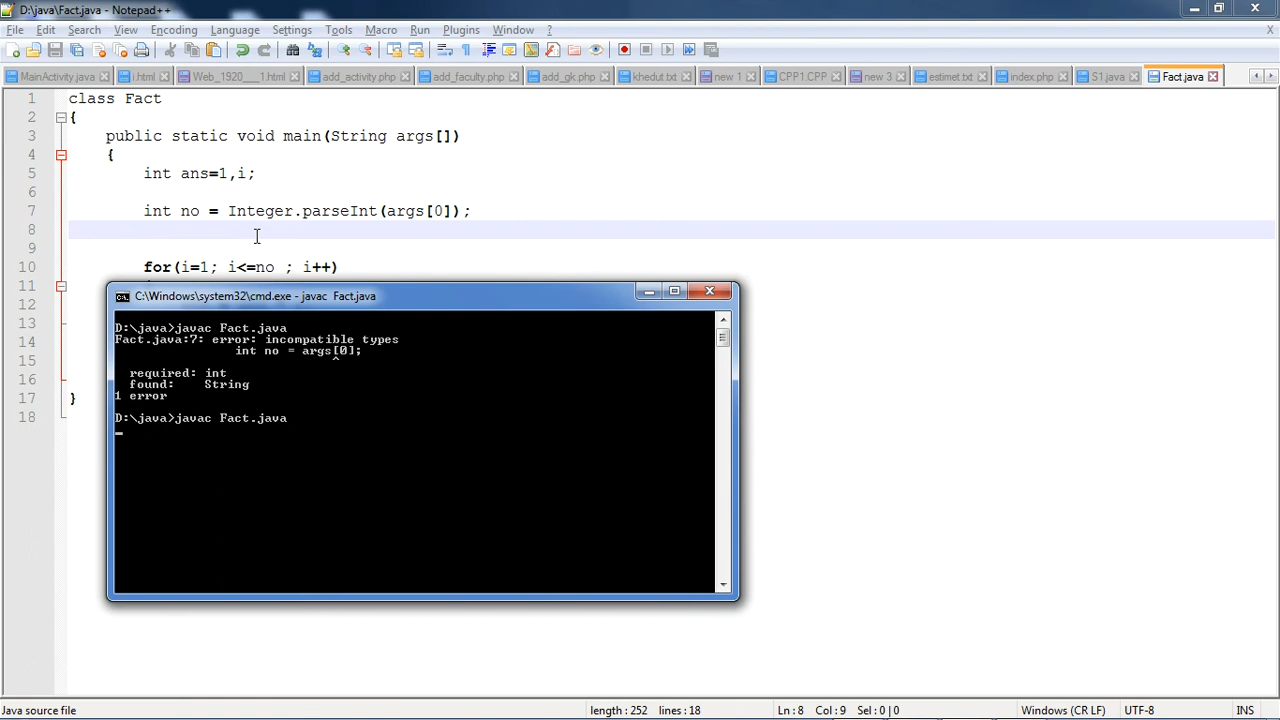 D:\java\Fact.java - Notepad++
File Edit Search View Encoding Language Settings Tools Macro Run Plugins Window ? X
MainActivity.java i.html Web_1920___1.html add_activity.php add_faculty.php add_gk.php khedut.txt new 1 CPP1.CPP new 3 estimet.txt index.php S1.java Fact.java
1 class Fact
2 {
3 public static void main(String args[])
4 {
5 int ans=1,i;
6
7 int no = Integer.parseInt(args[0]);
8
9
10 for(i=1; i<=no ; i++)
11
12
13
14
15
16
17 }
18
C:\Windows\system32\cmd.exe - javac Fact.java
D:\java>javac Fact.java
Fact.java:7: error: incompatible types
int no = args[0];
^
required: int
found: String
1 error
D:\java>javac Fact.java
Java source file length : 252 lines : 18 Ln : 8 Col : 9 Sel : 0 | 0 Windows (CR LF) UTF-8 INS